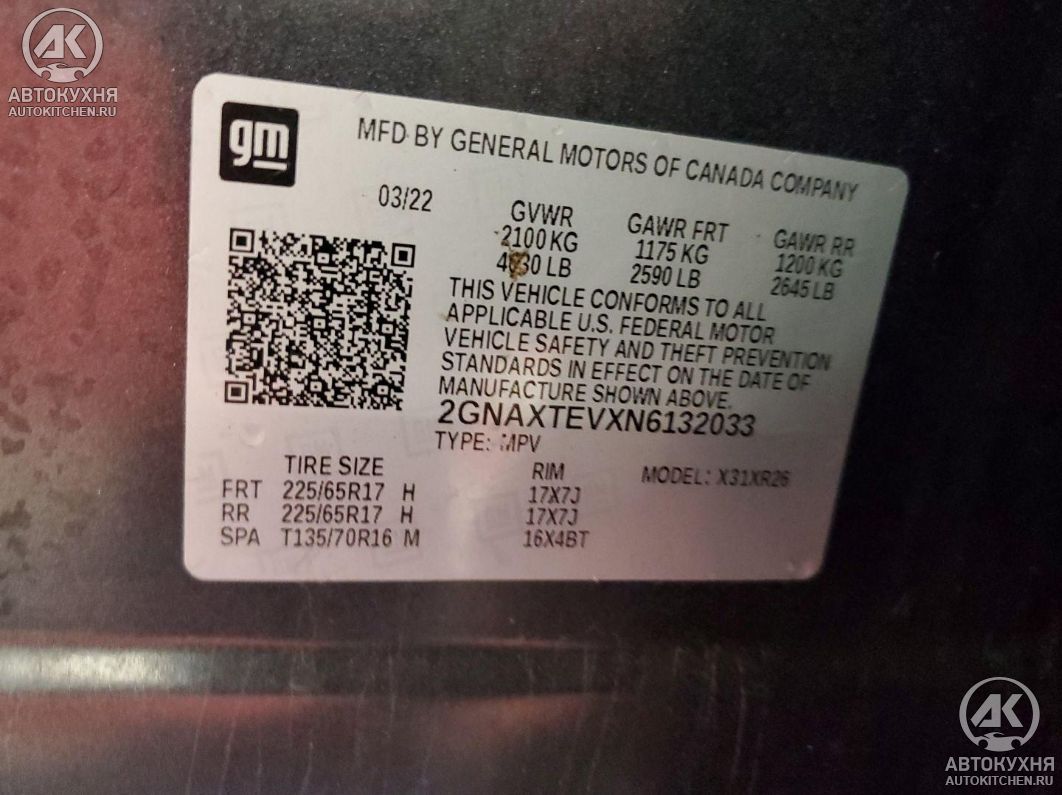 AK
АВТОКУХНЯ
AUTOKITCHEN.RU
gm
MFD BY GENERAL MOTORS OF CANADA COMPANY
03/22
GVWR GAWR FRT GAWR RR
2100 KG 1175 KG 1200 KG
LB 2590 LB 2645 LB
THIS VEHICLE CONFORMS TO ALL
APPLICABLE U.S. FEDERAL MOTOR
VEHICLE SAFETY AND THEFT PREVENTION
STANDARDS IN EFFECT ON THE DATE OF
MANUFACTURE SHOWN ABOVE.
2GNAXTEVXN6132033
TYPE: MPV
TIRE SIZE RIM MODEL: X31XR26
FRT 225/65R17 H 17X7J
RR 225/65R17 H 17X7J
SPA T135/70R16 M 16X4BT
AK
АВТОКУХНЯ
AUTOKITCHEN.RU